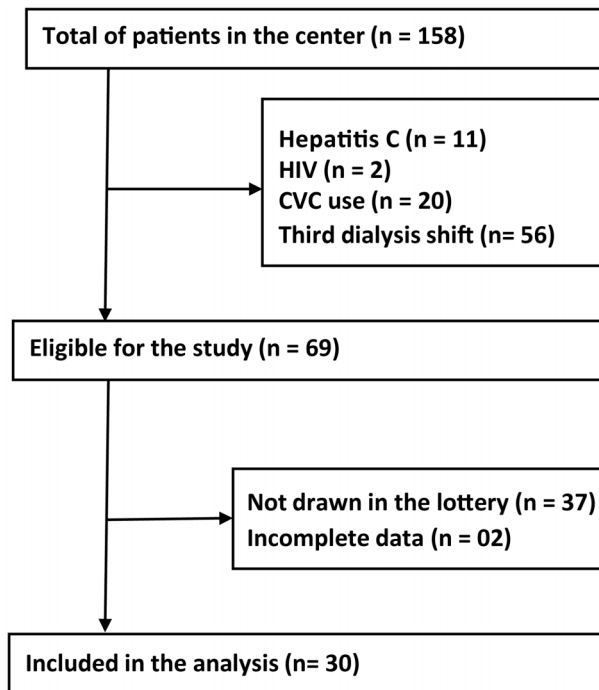 Total of patients in the center (n = 158)
Hepatitis C (n = 11)
HIV (n = 2)
CVC use (n = 20)
Third dialysis shift (n= 56)
Eligible for the study (n = 69)
Not drawn in the lottery (n = 37)
Incomplete data (n = 02)
Included in the analysis (n= 30)